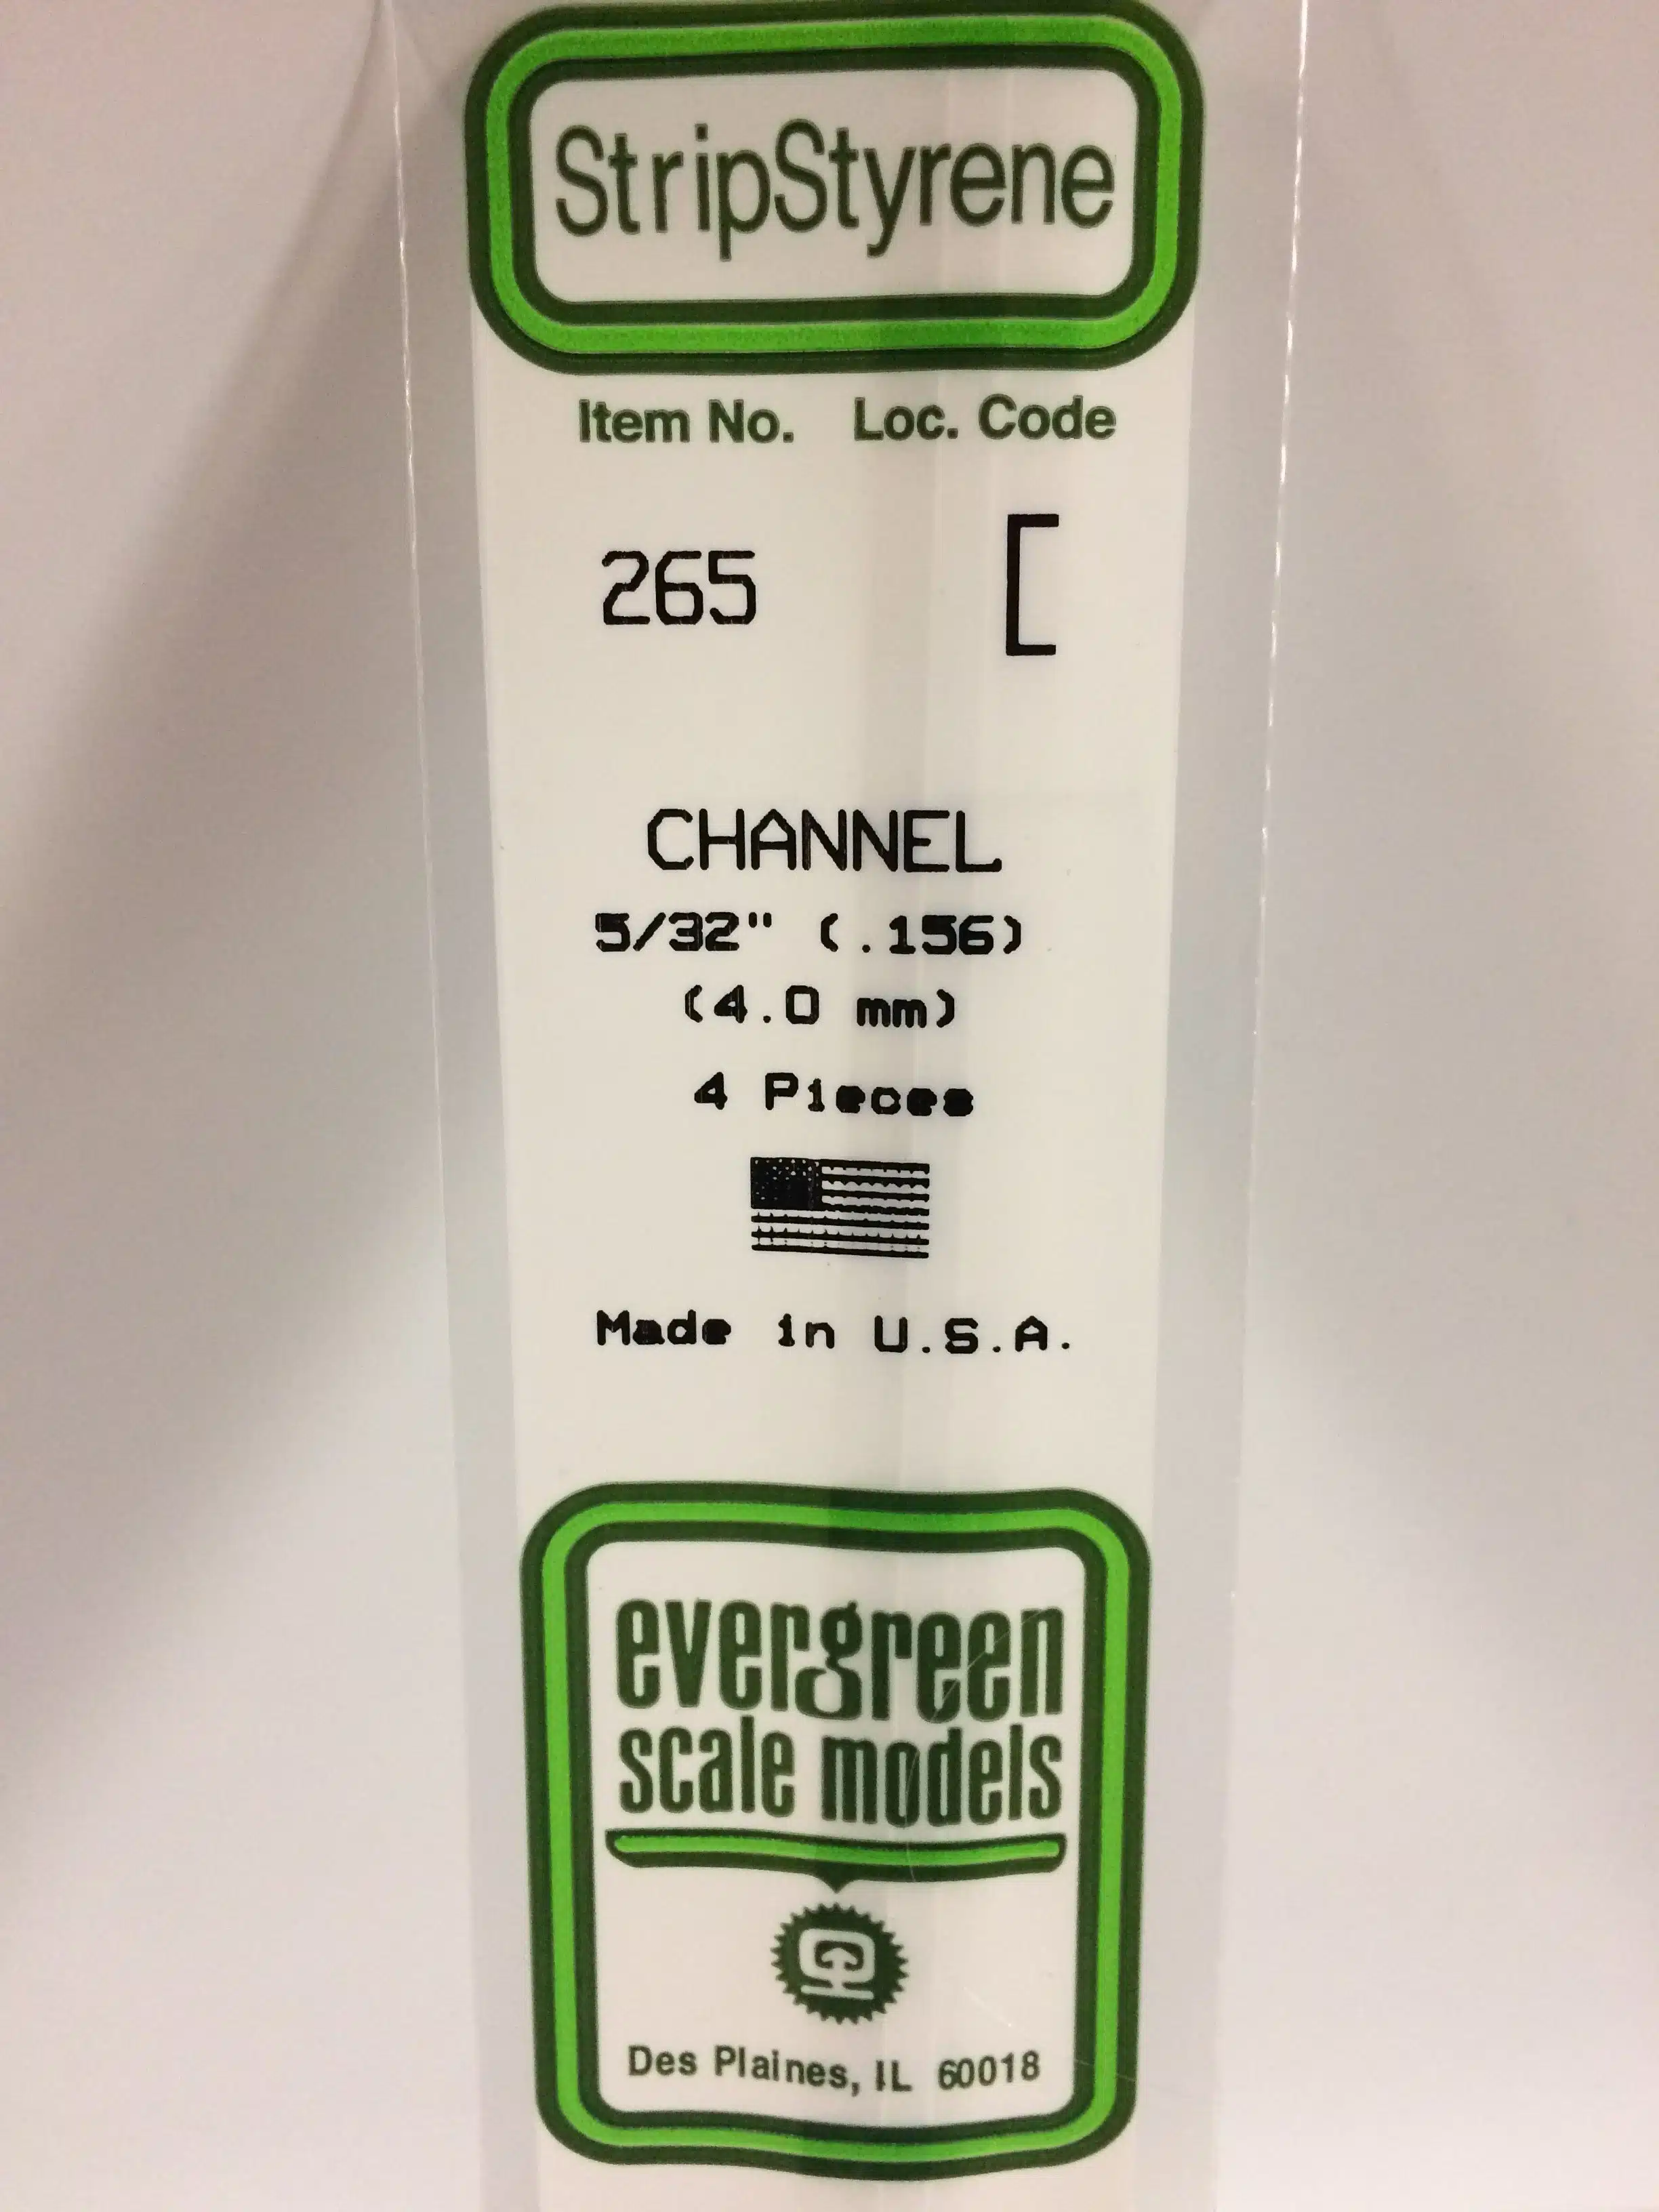 StripStyrene
Item No. Loc. Code
265
CHANNEL
5/32" (.156)
(4.0 mm)
4 Pieces
Made in U.S.A.
evergreen
scale models
Des Plaines, IL 60018